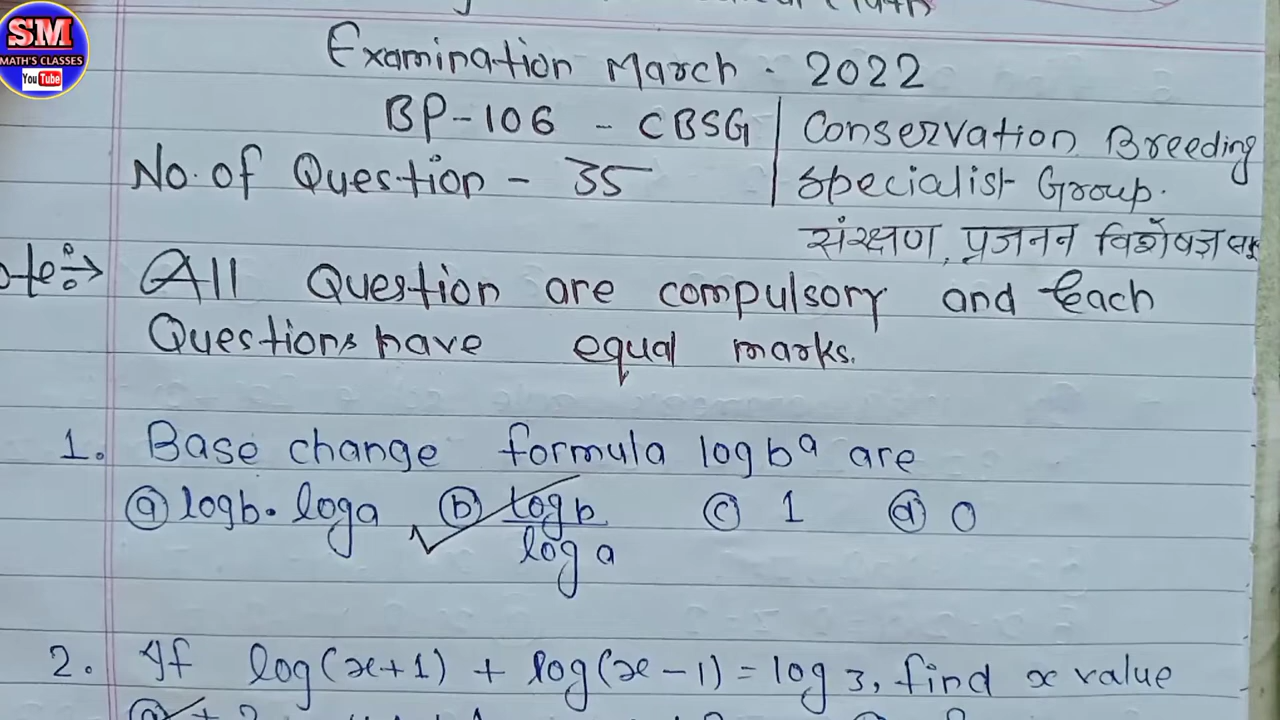 SM
MATH'S CLASSES
YouTube
Examination March - 2022
BP-106 - CBSG | Conservation Breeding
No. of Question - 35
Specialist Group.
संरक्षण, प्रजनन विशेषज्ञ
All Question are compulsory and Each
Questions have equal marks.
1. Base change formula log b^a are
(a) log b . log a (b) log b / log a (c) 1 (d) 0
2. If log(x+1) + log(x-1) = log 3, find x value